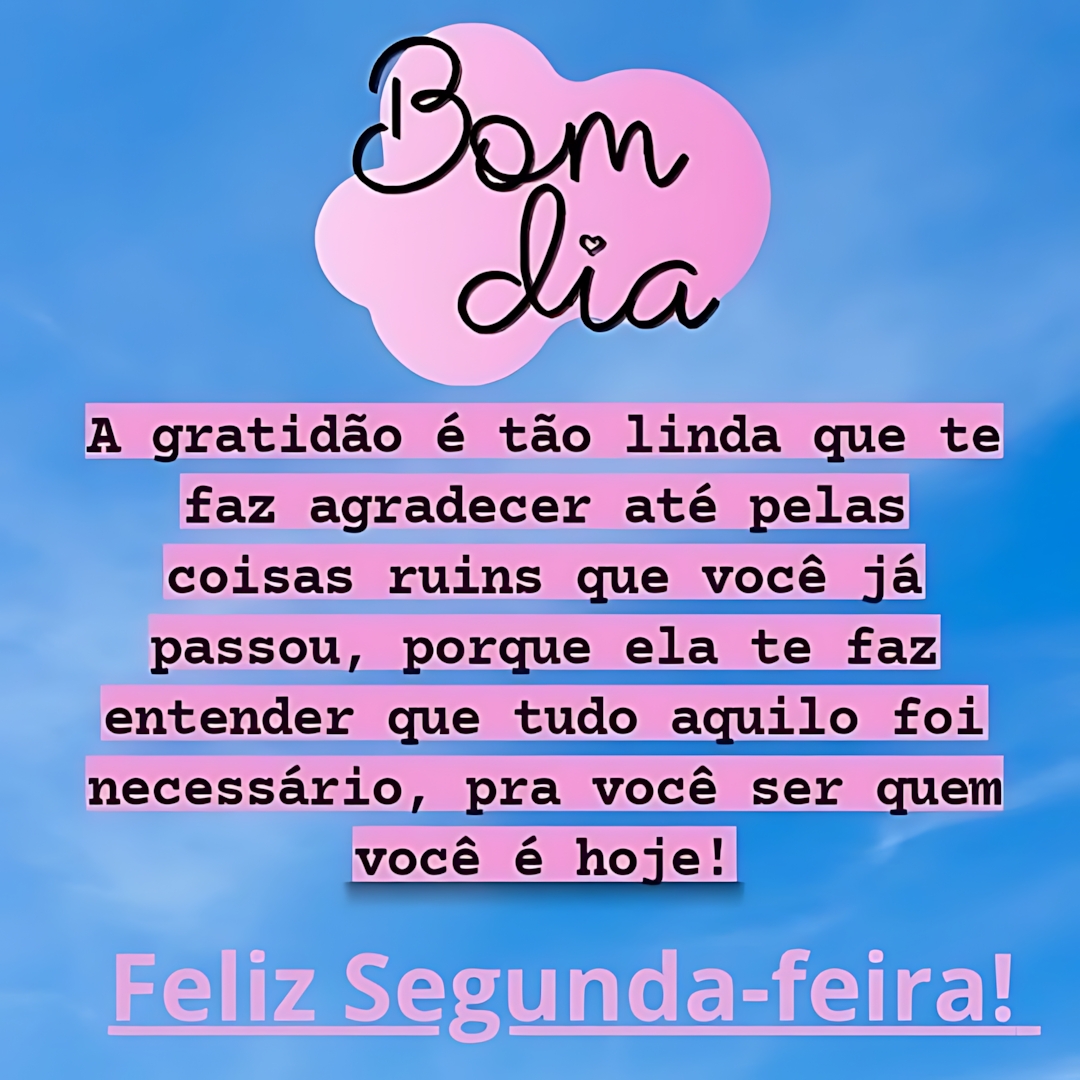 Bom
dia
A gratidão é tão linda que te
faz agradecer até pelas
coisas ruins que você já
passou, porque ela te faz
entender que tudo aquilo foi
necessário, pra você ser quem
você é hoje!
Feliz Segunda-feira!